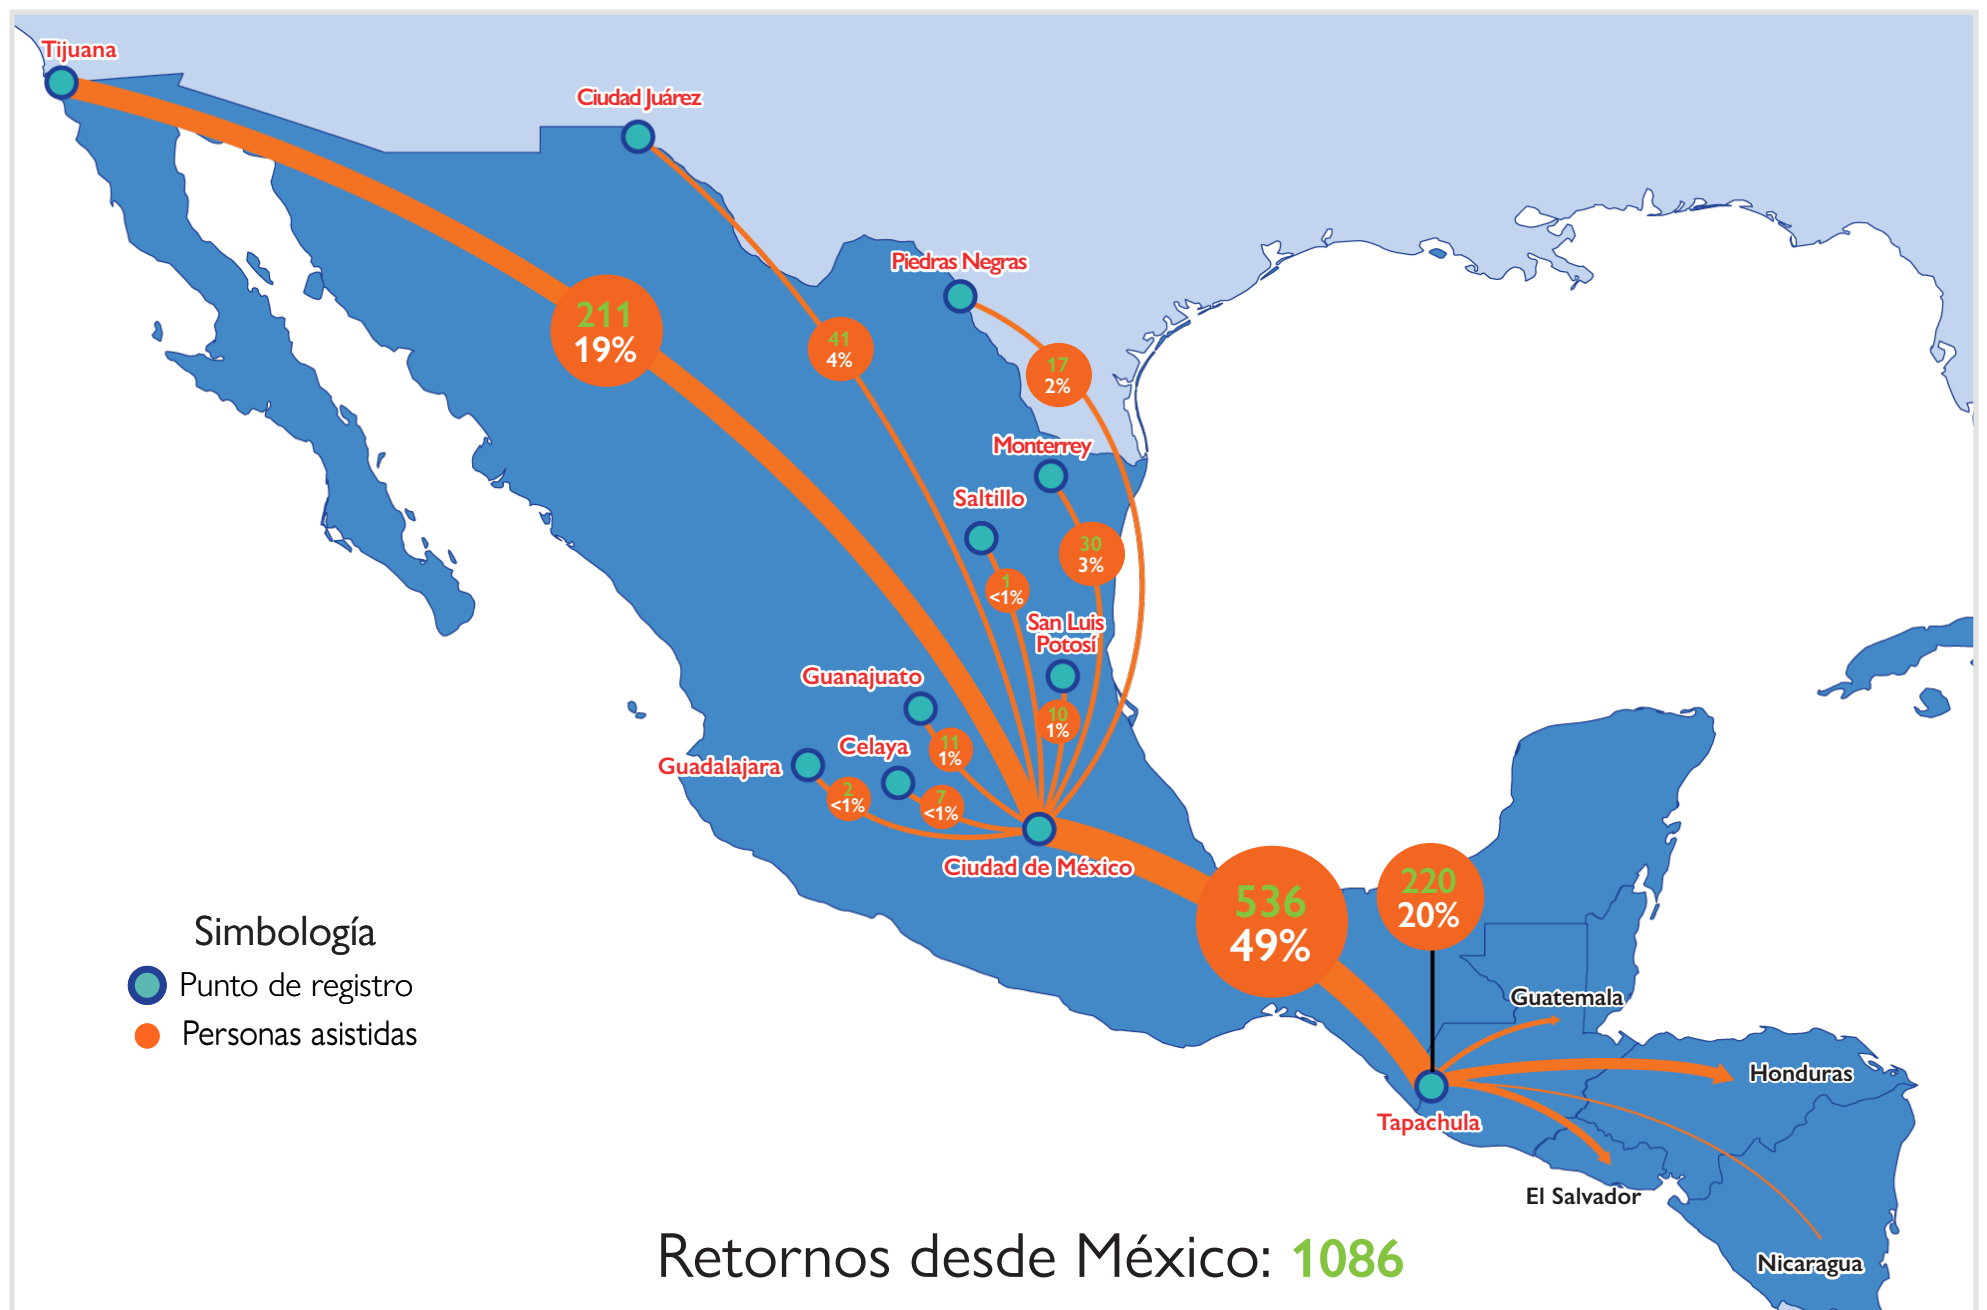 Tijuana
Ciudad Juárez
Piedras Negras
211
19%
41
4%
17
2%
Monterrey
Saltillo
30
3%
1
<1%
San Luis
Potosí
Guanajuato
10
1%
Celaya
11
1%
Guadalajara
2
<1%
7
<1%
Ciudad de México
536
49%
220
20%
Simbología
Punto de registro
Personas asistidas
Guatemala
Honduras
Tapachula
El Salvador
Nicaragua
Retornos desde México: 1086